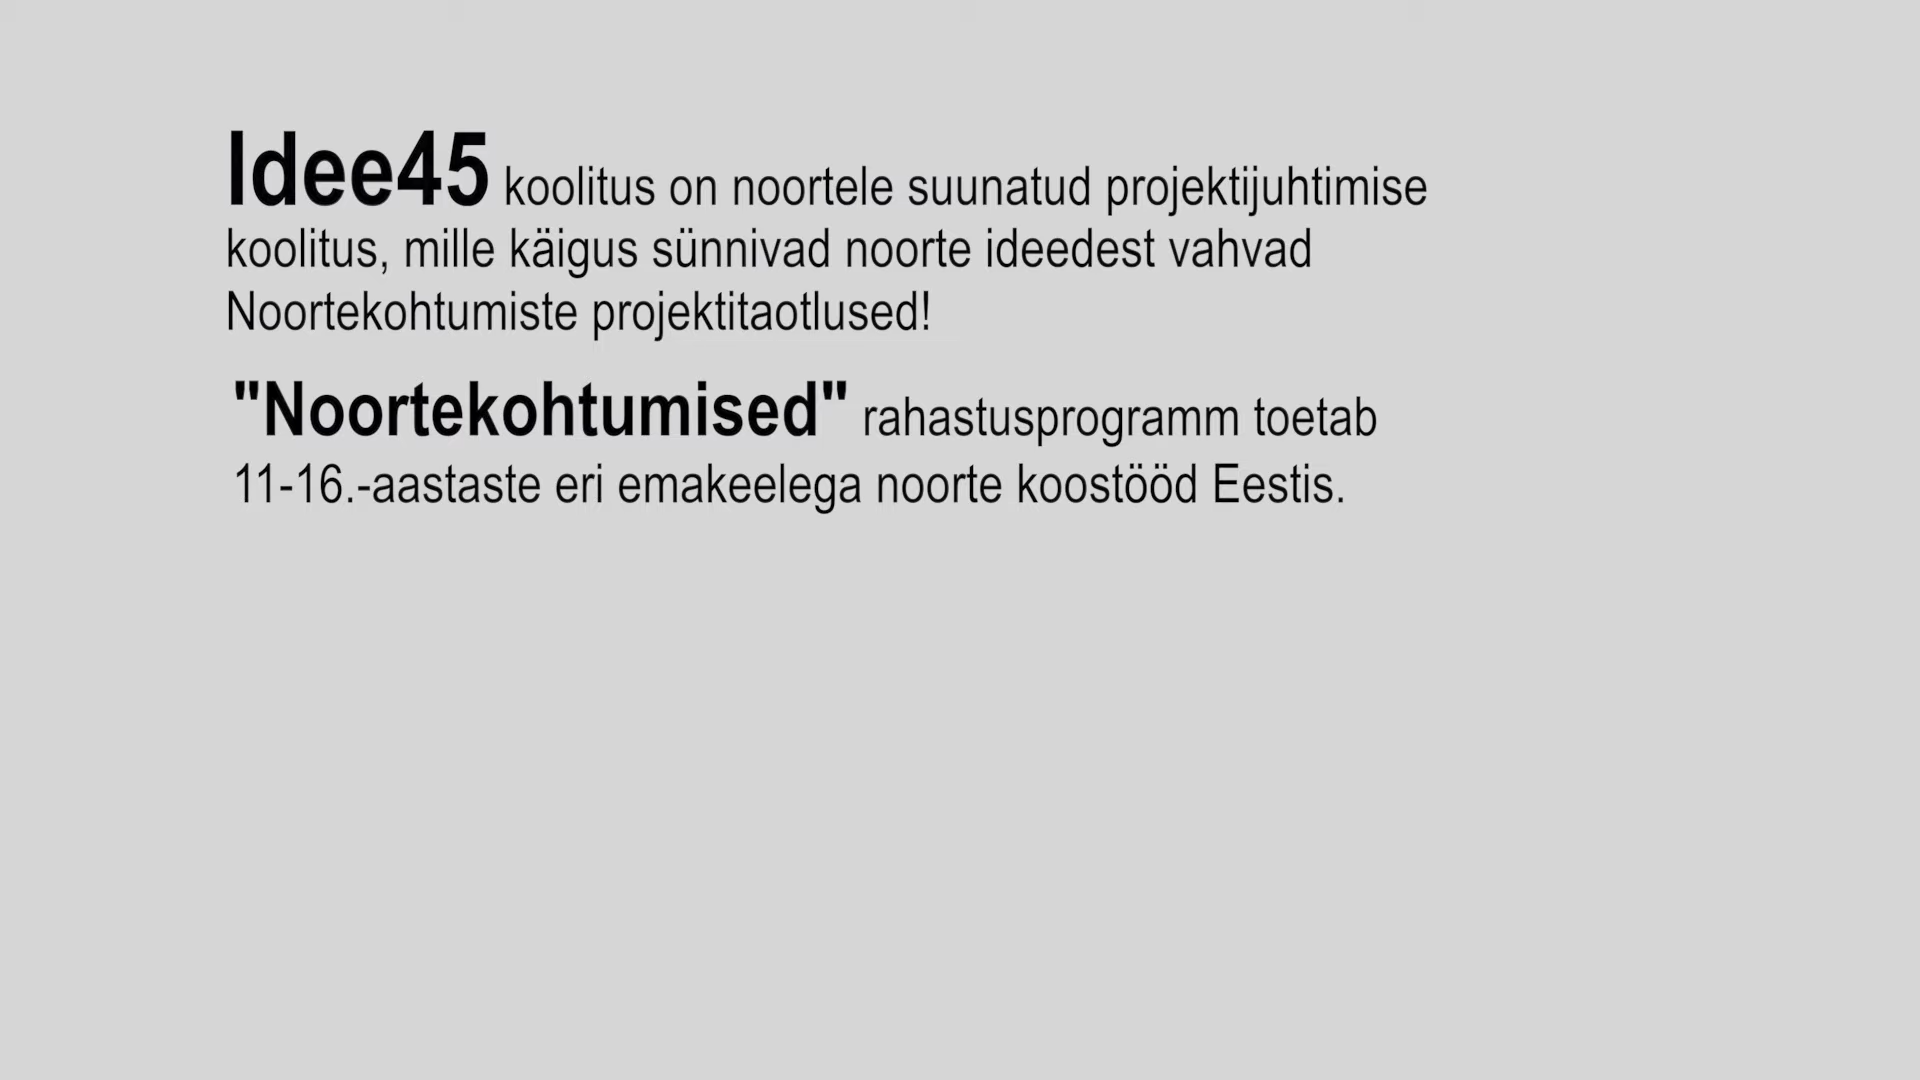 Idee45 koolitus on noortele suunatud projektijuhtimise
koolitus, mille käigus sünnivad noorte ideedest vahvad
Noortekohtumiste projektitaotlused!
"Noortekohtumised" rahastusprogramm toetab
11-16.-aastaste eri emakeelega noorte koostööd Eestis.